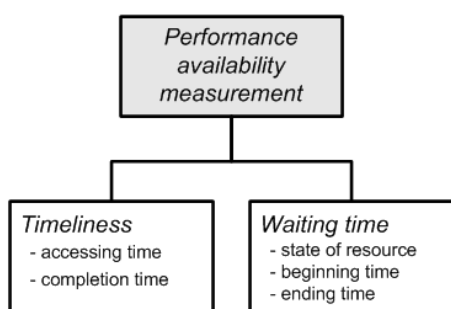 Performance
availability
measurement
Timeliness
- accessing time
- completion time
Waiting time
- state of resource
- beginning time
- ending time